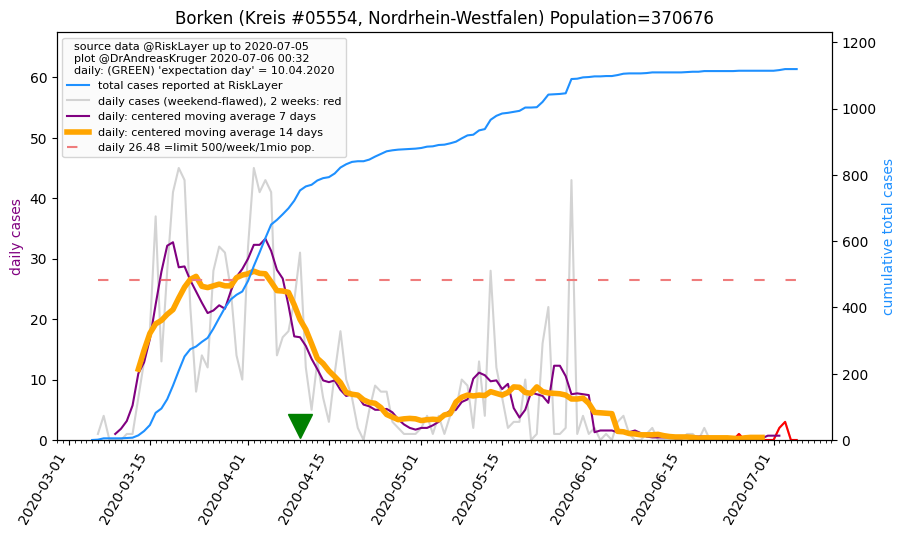 Borken (Kreis #05554, Nordrhein-Westfalen) Population=370676
source data @RiskLayer up to 2020-07-05
plot @DrAndreasKruger 2020-07-06 00:32
daily: (GREEN) 'expectation day' = 10.04.2020
total cases reported at RiskLayer
daily cases (weekend-flawed), 2 weeks: red
daily: centered moving average 7 days
daily: centered moving average 14 days
daily 26.48 =limit 500/week/1mio pop.
daily cases
60
50
40
30
20
10
0
1200
1000
800
600
400
200
0
cumulative total cases
2020-03-01
2020-03-15
2020-04-01
2020-04-15
2020-05-01
2020-05-15
2020-06-01
2020-06-15
2020-07-01